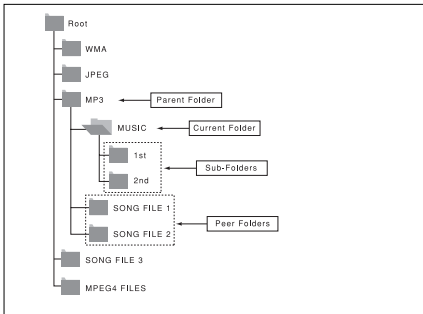 Root
WMA
JPEG
MP3
Parent Folder
MUSIC
Current Folder
1st
Sub-Folders
2nd
SONG FILE 1
Peer Folders
SONG FILE 2
SONG FILE 3
MPEG4 FILES